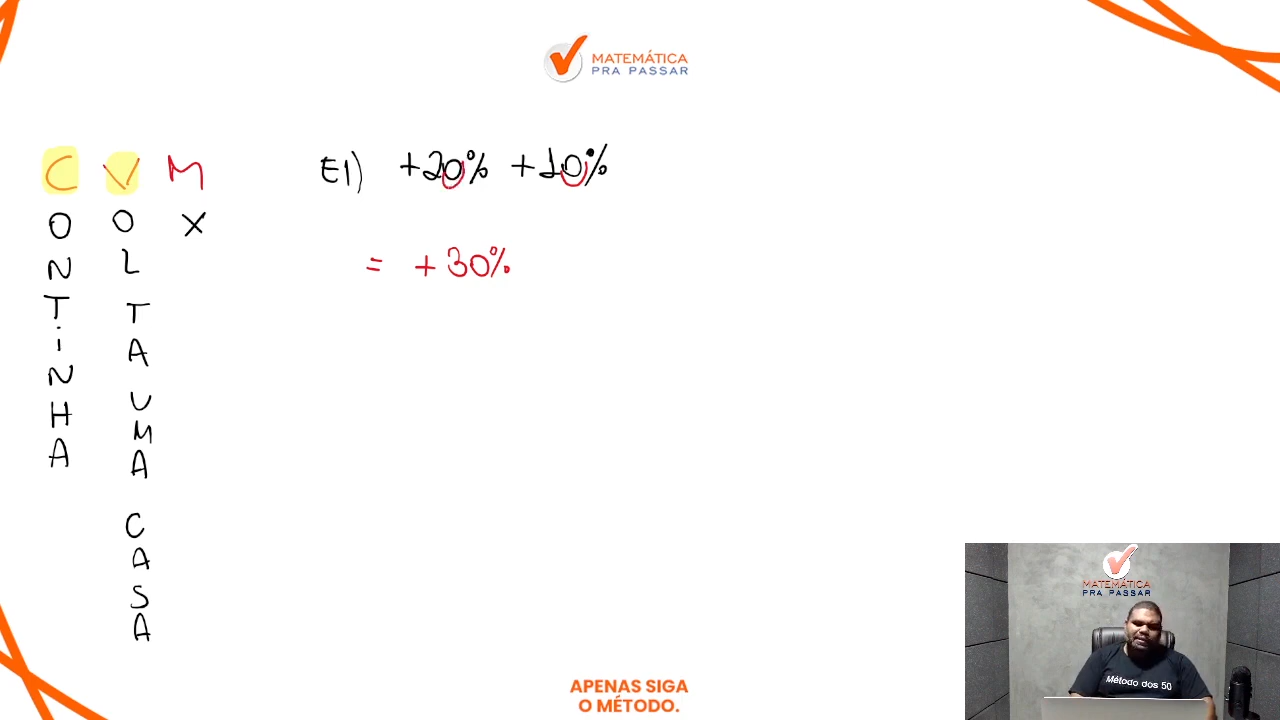 MATEMÁTICA
PRA PASSAR
C V M
O O X
N L
T T
i A
N U
H M
A A
C
A
S
A
E1) +20% +10%
= +30%
MATEMÁTICA
PRA PASSAR
Método dos 50
APENAS SIGA
O MÉTODO.